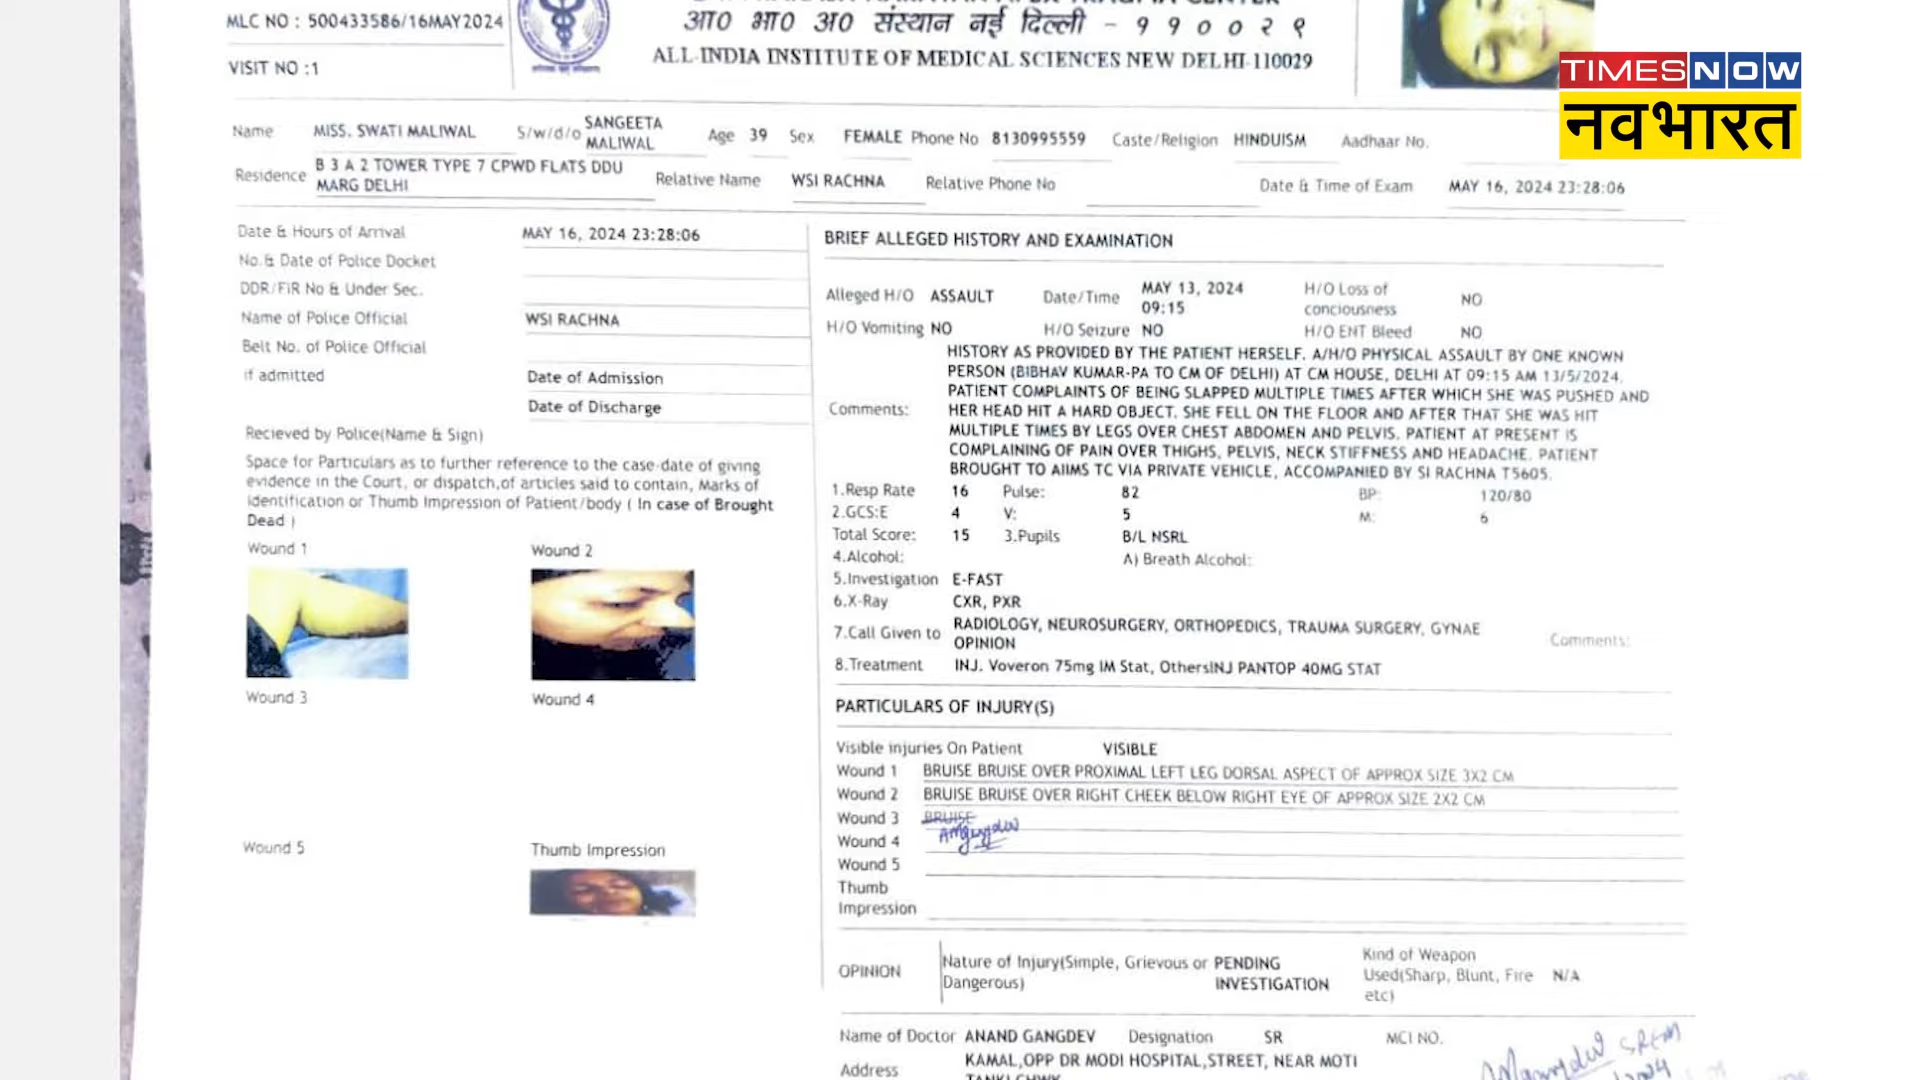 MLC NO : 500433586/16MAY2024
VISIT NO :1
आ0 भा0 अ0 संस्थान नई दिल्ली - ९ ९ ० ० २ ९
ALL-INDIA INSTITUTE OF MEDICAL SCIENCES NEW DELHI-110029
TIMES NOW
नवभारत
Name MISS. SWATI MALIWAL S/w/d/o SANGEETA MALIWAL Age 39 Sex FEMALE Phone No 8130995559 Caste/Religion HINDUISM Aadhaar No.
Residence B 3 A 2 TOWER TYPE 7 CPWD FLATS DDU MARG DELHI Relative Name WSI RACHNA Relative Phone No Date & Time of Exam MAY 16, 2024 23:28:06
Date & Hours of Arrival MAY 16, 2024 23:28:06
No.& Date of Police Docket
DDR/FIR No & Under Sec.
Name of Police Official WSI RACHNA
Belt No. of Police Official
if admitted Date of Admission
Date of Discharge
Recieved by Police(Name & Sign)
Space for Particulars as to further reference to the case-date of giving
evidence in the Court, or dispatch,of articles said to contain, Marks of
Identification or Thumb Impression of Patient/body ( In case of Brought
Dead )
Wound 1 Wound 2
Wound 3 Wound 4
Wound 5 Thumb Impression
BRIEF ALLEGED HISTORY AND EXAMINATION
Alleged H/O ASSAULT Date/Time MAY 13, 2024 09:15 H/O Loss of conciousness NO
H/O Vomiting NO H/O Seizure NO H/O ENT Bleed NO
Comments:
HISTORY AS PROVIDED BY THE PATIENT HERSELF. A/H/O PHYSICAL ASSAULT BY ONE KNOWN
PERSON (BIBHAV KUMAR-PA TO CM OF DELHI) AT CM HOUSE, DELHI AT 09:15 AM 13/5/2024.
PATIENT COMPLAINTS OF BEING SLAPPED MULTIPLE TIMES AFTER WHICH SHE WAS PUSHED AND
HER HEAD HIT A HARD OBJECT. SHE FELL ON THE FLOOR AND AFTER THAT SHE WAS HIT
MULTIPLE TIMES BY LEGS OVER CHEST ABDOMEN AND PELVIS. PATIENT AT PRESENT IS
COMPLAINING OF PAIN OVER THIGHS, PELVIS, NECK STIFFNESS AND HEADACHE. PATIENT
BROUGHT TO AIIMS TC VIA PRIVATE VEHICLE, ACCOMPANIED BY SI RACHNA T5605.
1.Resp Rate 16 Pulse: 82 BP: 120/80
2.GCS:E 4 V: 5 M: 6
Total Score: 15 3.Pupils B/L NSRL
4.Alcohol: A) Breath Alcohol:
5.Investigation E-FAST
6.X-Ray CXR, PXR
7.Call Given to RADIOLOGY, NEUROSURGERY, ORTHOPEDICS, TRAUMA SURGERY, GYNAE OPINION Comments:
8.Treatment INJ. Voveron 75mg IM Stat, OthersINJ PANTOP 40MG STAT
PARTICULARS OF INJURY(S)
Visible injuries On Patient VISIBLE
Wound 1 BRUISE BRUISE OVER PROXIMAL LEFT LEG DORSAL ASPECT OF APPROX SIZE 3X2 CM
Wound 2 BRUISE BRUISE OVER RIGHT CHEEK BELOW RIGHT EYE OF APPROX SIZE 2X2 CM
Wound 3 BRUISE
Wound 4
Wound 5
Thumb
Impression
OPINION Nature of Injury(Simple, Grievous or Dangerous) PENDING INVESTIGATION Kind of Weapon Used(Sharp, Blunt, Fire etc) N/A
Name of Doctor ANAND GANGDEV Designation SR MCI NO.
Address KAMAL,OPP DR MODI HOSPITAL,STREET, NEAR MOTI